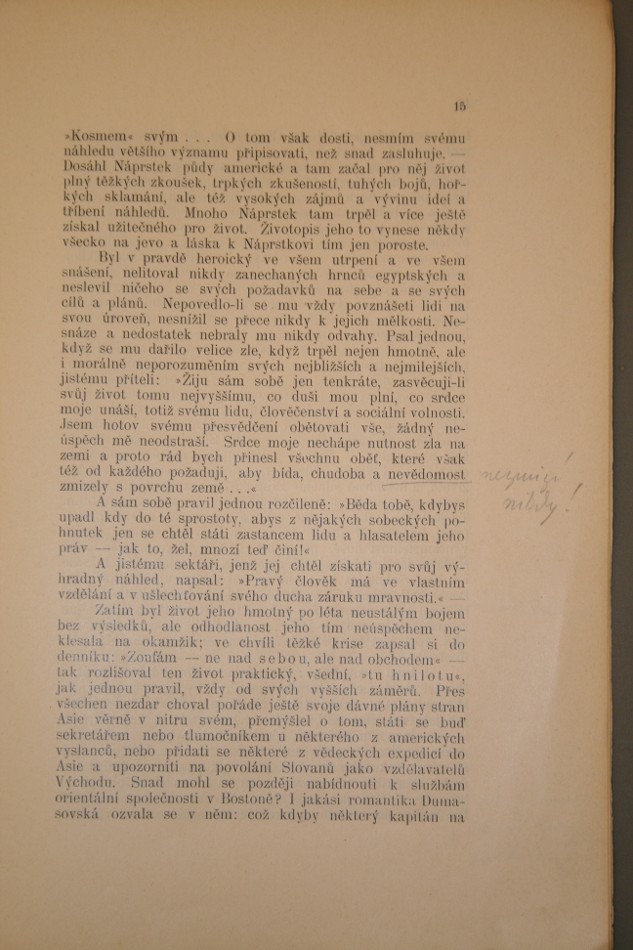 15
»Kosmem« svým . . . O tom však dosti, nesmím svému
náhledu většího významu připisovati, než snad zasluhuje. —
Dosáhl Náprstek půdy americké a tam začal pro něj život
plný těžkých zkoušek, trpkých zkušeností, tuhých bojů, hoř-
kých sklamání, ale též vysokých zájmů a vývinu ideí a
tříbení náhledů. Mnoho Náprstek tam trpěl a více ještě
získal užitečného pro život. Životopis jeho to vynese někdy
všecko na jevo a láska k Náprstkovi tím jen poroste.
Byl v pravdě heroický ve všem utrpení a ve všem
snášení, nelitoval nikdy zanechaných hrnců egyptských a
neslevil ničeho se svých požadavků na sebe a se svých
cílů a plánů. Nepovedlo-li se mu vždy povznášeti lidi na
svou úroveň, nesnížil se přece nikdy k jejich mělkosti. Ne-
snáze a nedostatek nebraly mu nikdy odvahy. Psal jednou,
když se mu dařilo velice zle, když trpěl nejen hmotně, ale
i morálně neporozuměním svých nejbližších a nejmilejších,
jistému příteli: »Žiju sám sobě jen tenkráte, zasvěcuji-li
svůj život tomu nejvyššímu, co duši mou plní, co srdce
moje unáší, totiž svému lidu, člověčenství a sociální volnosti.
Jsem hotov svému přesvědčení obětovati vše, žádný ne-
úspěch mě neodstraší. Srdce moje nechápe nutnost zla na
zemi a proto rád bych přinesl všechnu oběť, které však
též od každého požaduji, aby bída, chudoba a nevědomost
zmizely s povrchu země . . .«
nikdy!
A sám sobě pravil jednou rozčileně: »Běda tobě, kdybys
upadl kdy do té sprostoty, abys z nějakých sobeckých po-
hnutek jen se chtěl státi zastancem lidu a hlasatelem jeho
práv — jak to, žel, mnozí teď činí!«
A jistému sektáři, jenž jej chtěl získati pro svůj vý-
hradný náhled, napsal: »Pravý člověk má ve vlastním
vzdělání a v ušlechťování svého ducha záruku mravnosti.« —
Zatím byl život jeho hmotný po léta neustálým bojem
bez výsledků, ale odhodlanost jeho tím neúspěchem ne-
klesala na okamžik; ve chvíli těžké krise zapsal si do
denníku: »Zoufám — ne nad sebou, ale nad obchodem« —
tak rozlišoval ten život praktický, všední, »tu hnilotu«,
jak jednou pravil, vždy od svých vyšších záměrů. Přes
všechen nezdar choval pořáde ještě svoje dávné plány stran
Asie věrně v nitru svém, přemýšlel o tom, státi se buď
sekretářem nebo tlumočníkem u některého z amerických
vyslanců, nebo přidati se některé z vědeckých expedicí do
Asie a upozorniti na povolání Slovanů jako vzdělavatelů
Východu. Snad mohl se později nabídnouti k službám
orientální společnosti v Bostoně? I jakási romantika Duma-
sovská ozvala se v něm: což kdyby některý kapitán na